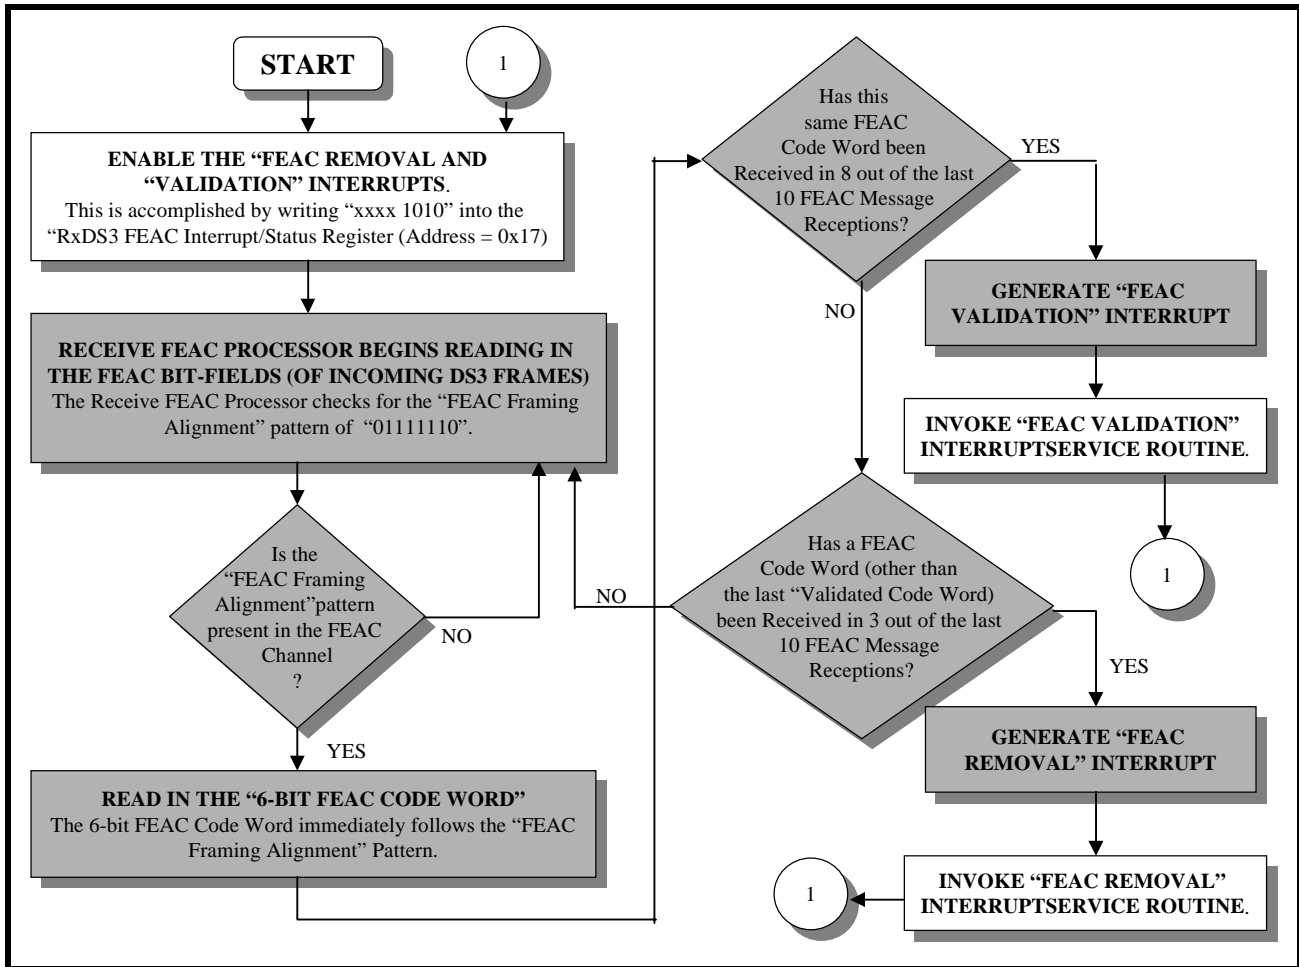 START
1
ENABLE THE “FEAC REMOVAL AND
“VALIDATION” INTERRUPTS.
This is accomplished by writing “xxxx 1010” into the
“RxDS3 FEAC Interrupt/Status Register (Address = 0x17)
RECEIVE FEAC PROCESSOR BEGINS READING IN
THE FEAC BIT-FIELDS (OF INCOMING DS3 FRAMES)
The Receive FEAC Processor checks for the “FEAC Framing
Alignment” pattern of “01111110”.
Is the
“FEAC Framing
Alignment”pattern
present in the FEAC
Channel
?
NO
YES
READ IN THE “6-BIT FEAC CODE WORD”
The 6-bit FEAC Code Word immediately follows the “FEAC
Framing Alignment” Pattern.
Has this
same FEAC
Code Word been
Received in 8 out of the last
10 FEAC Message
Receptions?
YES
NO
GENERATE “FEAC
VALIDATION” INTERRUPT
INVOKE “FEAC VALIDATION”
INTERRUPTSERVICE ROUTINE.
1
Has a FEAC
Code Word (other than
the last “Validated Code Word)
been Received in 3 out of the last
10 FEAC Message
Receptions?
NO
YES
GENERATE “FEAC
REMOVAL” INTERRUPT
INVOKE “FEAC REMOVAL”
INTERRUPTSERVICE ROUTINE.
1